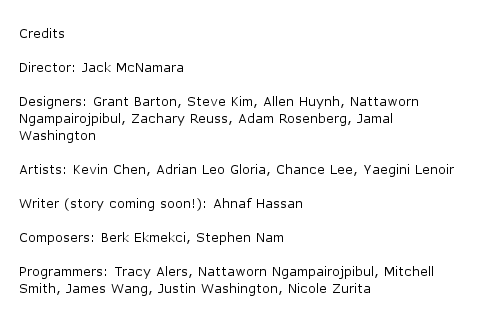 Credits
Director: Jack McNamara
Designers: Grant Barton, Steve Kim, Allen Huynh, Nattaworn
Ngampairojpibul, Zachary Reuss, Adam Rosenberg, Jamal
Washington
Artists: Kevin Chen, Adrian Leo Gloria, Chance Lee, Yaegini Lenoir
Writer (story coming soon!): Ahnaf Hassan
Composers: Berk Ekmekci, Stephen Nam
Programmers: Tracy Alers, Nattaworn Ngampairojpibul, Mitchell
Smith, James Wang, Justin Washington, Nicole Zurita